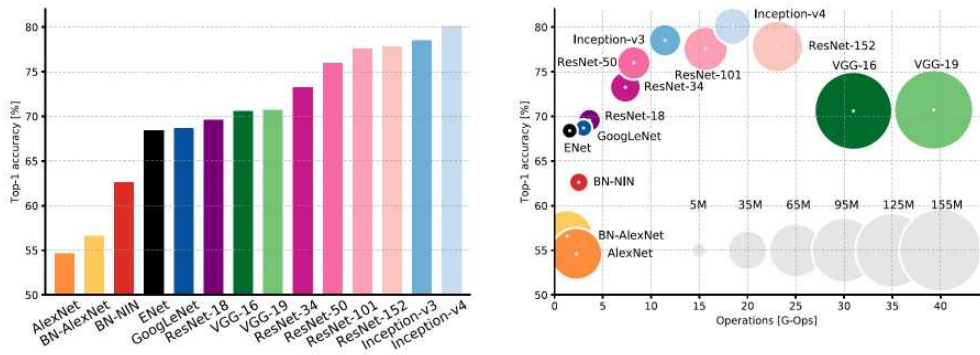 80
75
70
65
60
55
50
Top-1 accuracy [%]
AlexNet
BN-AlexNet
BN-NIN
ENet
GoogLeNet
ResNet-18
VGG-16
VGG-19
ResNet-34
ResNet-50
ResNet-101
ResNet-152
Inception-v3
Inception-v4
80
75
70
65
60
55
50
Top-1 accuracy [%]
Inception-v4
Inception-v3
ResNet-152
ResNet-50
VGG-16
VGG-19
ResNet-101
ResNet-34
ResNet-18
GoogLeNet
ENet
BN-NIN
5M 35M 65M 95M 125M 155M
BN-AlexNet
AlexNet
0 5 10 15 20 25 30 35 40
Operations [G-Ops]